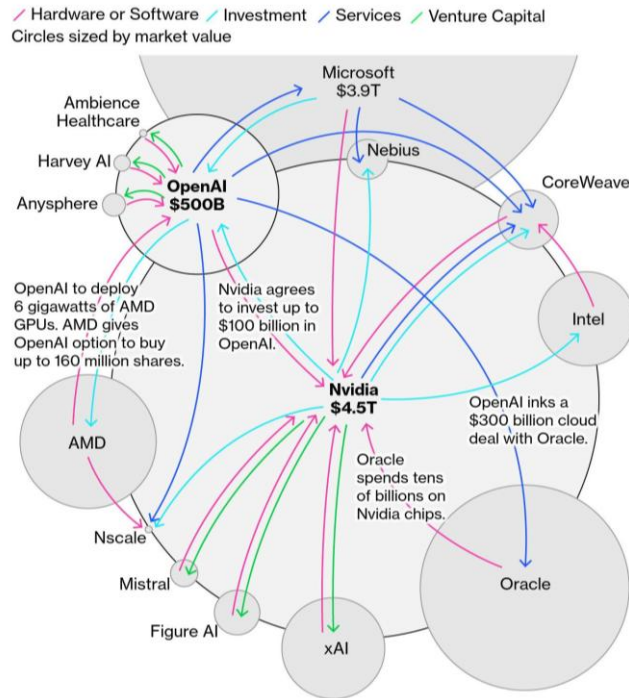 Hardware or Software Investment Services Venture Capital
Circles sized by market value
Microsoft
$3.9T
Ambience
Healthcare
Nebius
Harvey AI
CoreWeave
OpenAI
$500B
Anysphere
OpenAI to deploy
6 gigawatts of AMD
GPUs. AMD gives
OpenAI option to buy
up to 160 million shares.
Nvidia agrees
to invest up to
$100 billion in
OpenAI.
Intel
Nvidia
$4.5T
OpenAI inks a
$300 billion cloud
deal with Oracle.
AMD
Oracle
spends tens
of billions on
Nvidia chips.
Nscale
Mistral
Oracle
Figure AI
xAI